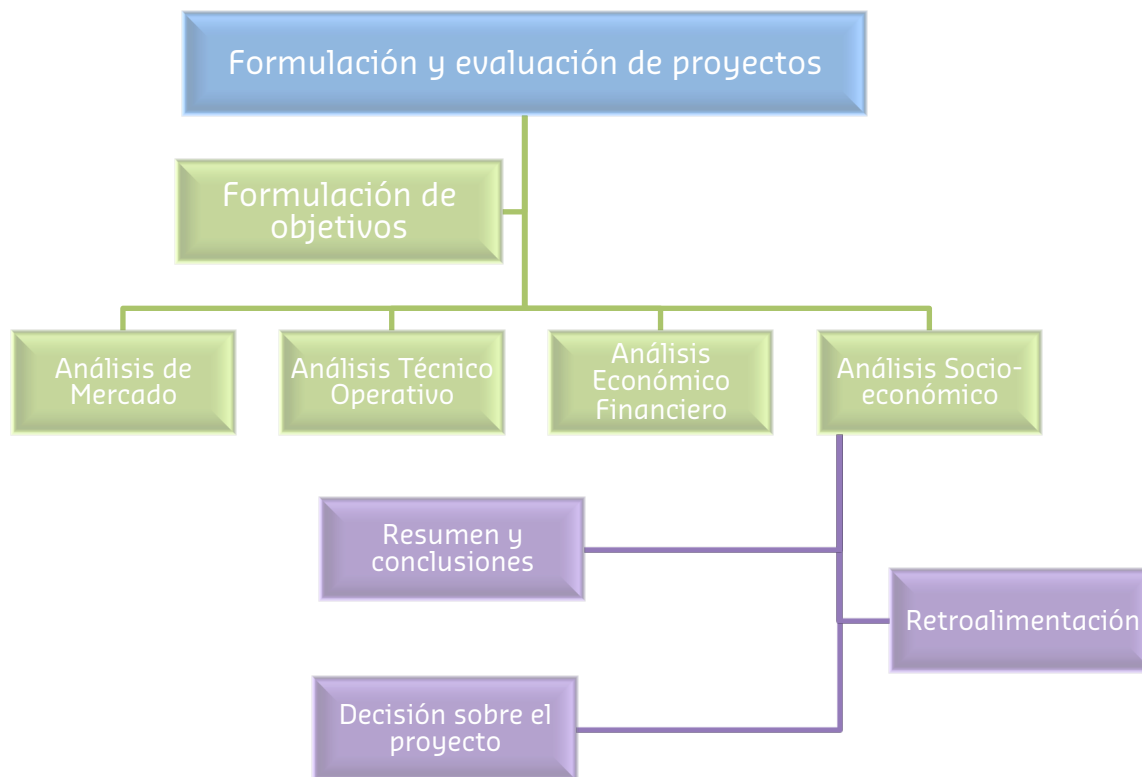 Formulación y evaluación de proyectos
Formulación de
objetivos
Análisis de
Mercado
Análisis Técnico
Operativo
Análisis
Económico
Financiero
Análisis Socio-
económico
Resumen y
conclusiones
Retroalimentación
Decisión sobre el
proyecto